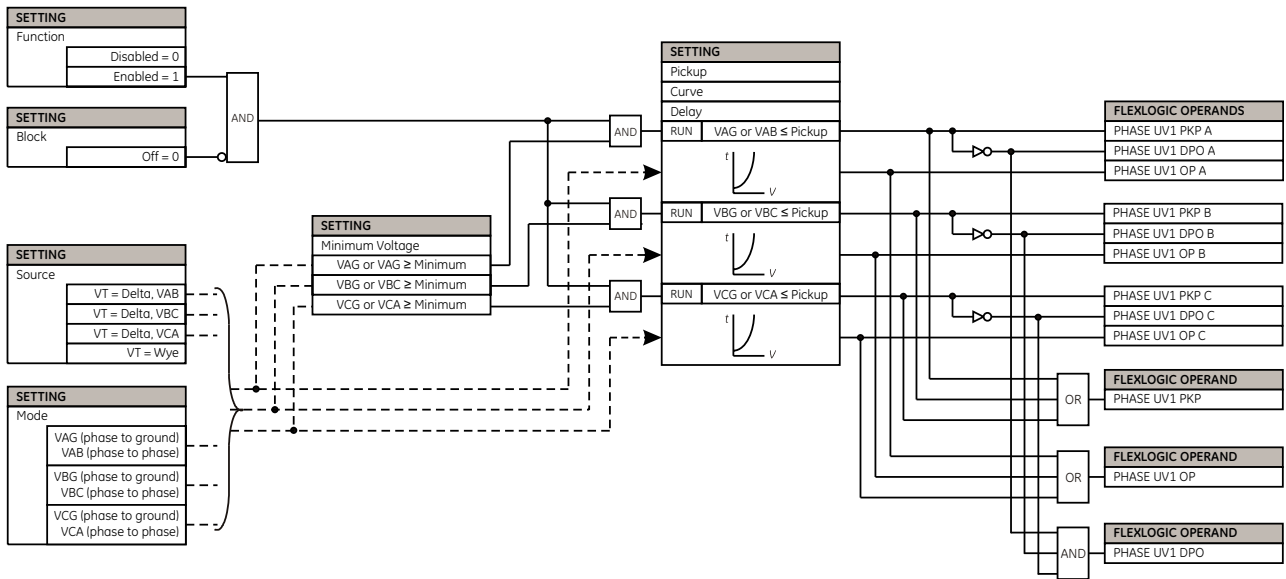 SETTING
Function
Disabled = 0
Enabled = 1
AND
SETTING
Block
Off = 0
SETTING
Source
VT = Delta, VAB
VT = Delta, VBC
VT = Delta, VCA
VT = Wye
SETTING
Mode
VAG (phase to ground)
VAB (phase to phase)
VBG (phase to ground)
VBC (phase to phase)
VCG (phase to ground)
VCA (phase to phase)
SETTING
Minimum Voltage
VAG or VAG ≥ Minimum
VBG or VBC ≥ Minimum
VCG or VCA ≥ Minimum
AND
AND
AND
SETTING
Pickup
Curve
Delay
RUN VAG or VAB ≤ Pickup
t
V
RUN VBG or VBC ≤ Pickup
t
V
RUN VCG or VCA ≤ Pickup
t
V
FLEXLOGIC OPERANDS
PHASE UV1 PKP A
PHASE UV1 DPO A
PHASE UV1 OP A
PHASE UV1 PKP B
PHASE UV1 DPO B
PHASE UV1 OP B
PHASE UV1 PKP C
PHASE UV1 DPO C
PHASE UV1 OP C
OR
FLEXLOGIC OPERAND
PHASE UV1 PKP
OR
FLEXLOGIC OPERAND
PHASE UV1 OP
AND
FLEXLOGIC OPERAND
PHASE UV1 DPO